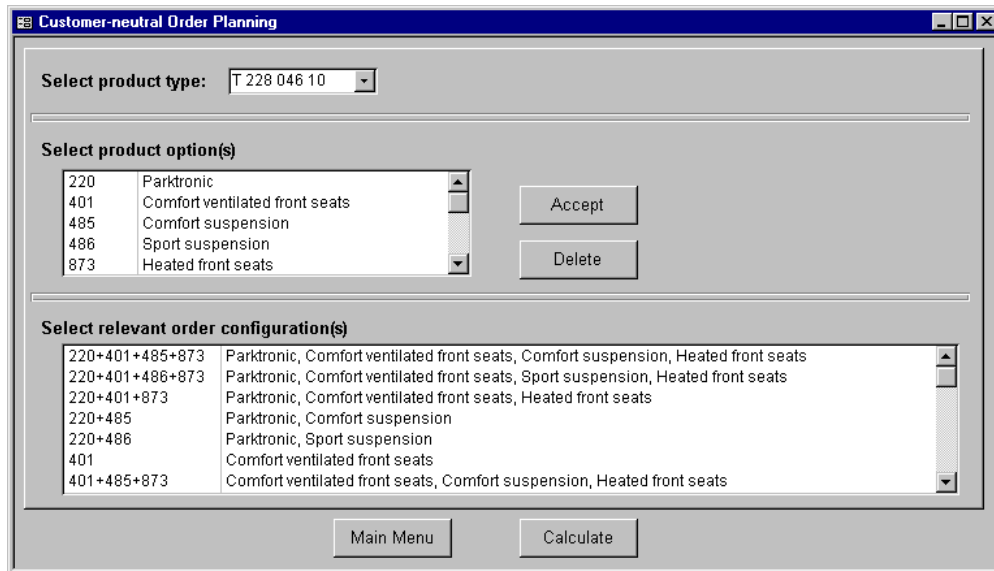 Customer-neutral Order Planning
Select product type: T 228 046 10
Select product option(s)
220 Parktronic
401 Comfort ventilated front seats
485 Comfort suspension
486 Sport suspension
873 Heated front seats
Accept
Delete
Select relevant order configuration(s)
220+401+485+873 Parktronic, Comfort ventilated front seats, Comfort suspension, Heated front seats
220+401+486+873 Parktronic, Comfort ventilated front seats, Sport suspension, Heated front seats
220+401+873 Parktronic, Comfort ventilated front seats, Heated front seats
220+485 Parktronic, Comfort suspension
220+486 Parktronic, Sport suspension
401 Comfort ventilated front seats
401+485+873 Comfort ventilated front seats, Comfort suspension, Heated front seats
Main Menu Calculate